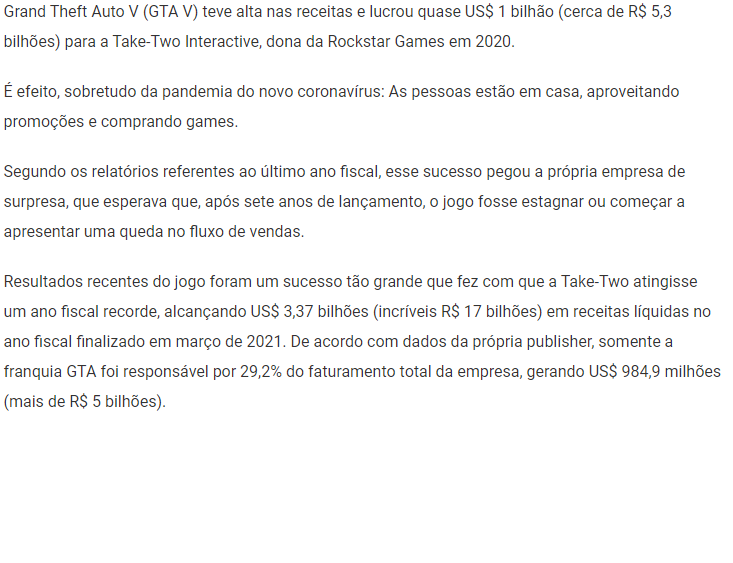 Grand Theft Auto V (GTA V) teve alta nas receitas e lucrou quase US$ 1 bilhão (cerca de R$ 5,3
bilhões) para a Take-Two Interactive, dona da Rockstar Games em 2020.
É efeito, sobretudo da pandemia do novo coronavírus: As pessoas estão em casa, aproveitando
promoções e comprando games.
Segundo os relatórios referentes ao último ano fiscal, esse sucesso pegou a própria empresa de
surpresa, que esperava que, após sete anos de lançamento, o jogo fosse estagnar ou começar a
apresentar uma queda no fluxo de vendas.
Resultados recentes do jogo foram um sucesso tão grande que fez com que a Take-Two atingisse
um ano fiscal recorde, alcançando US$ 3,37 bilhões (incríveis R$ 17 bilhões) em receitas líquidas no
ano fiscal finalizado em março de 2021. De acordo com dados da própria publisher, somente a
franquia GTA foi responsável por 29,2% do faturamento total da empresa, gerando US$ 984,9 milhões
(mais de R$ 5 bilhões).